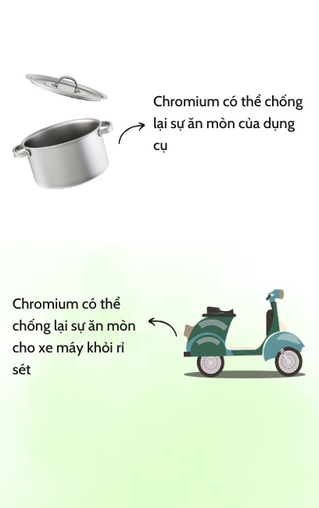 Chromium có thể chống
lại sự ăn mòn của dụng
cụ
Chromium có thể
chống lại sự ăn mòn
cho xe máy khỏi rỉ
sét